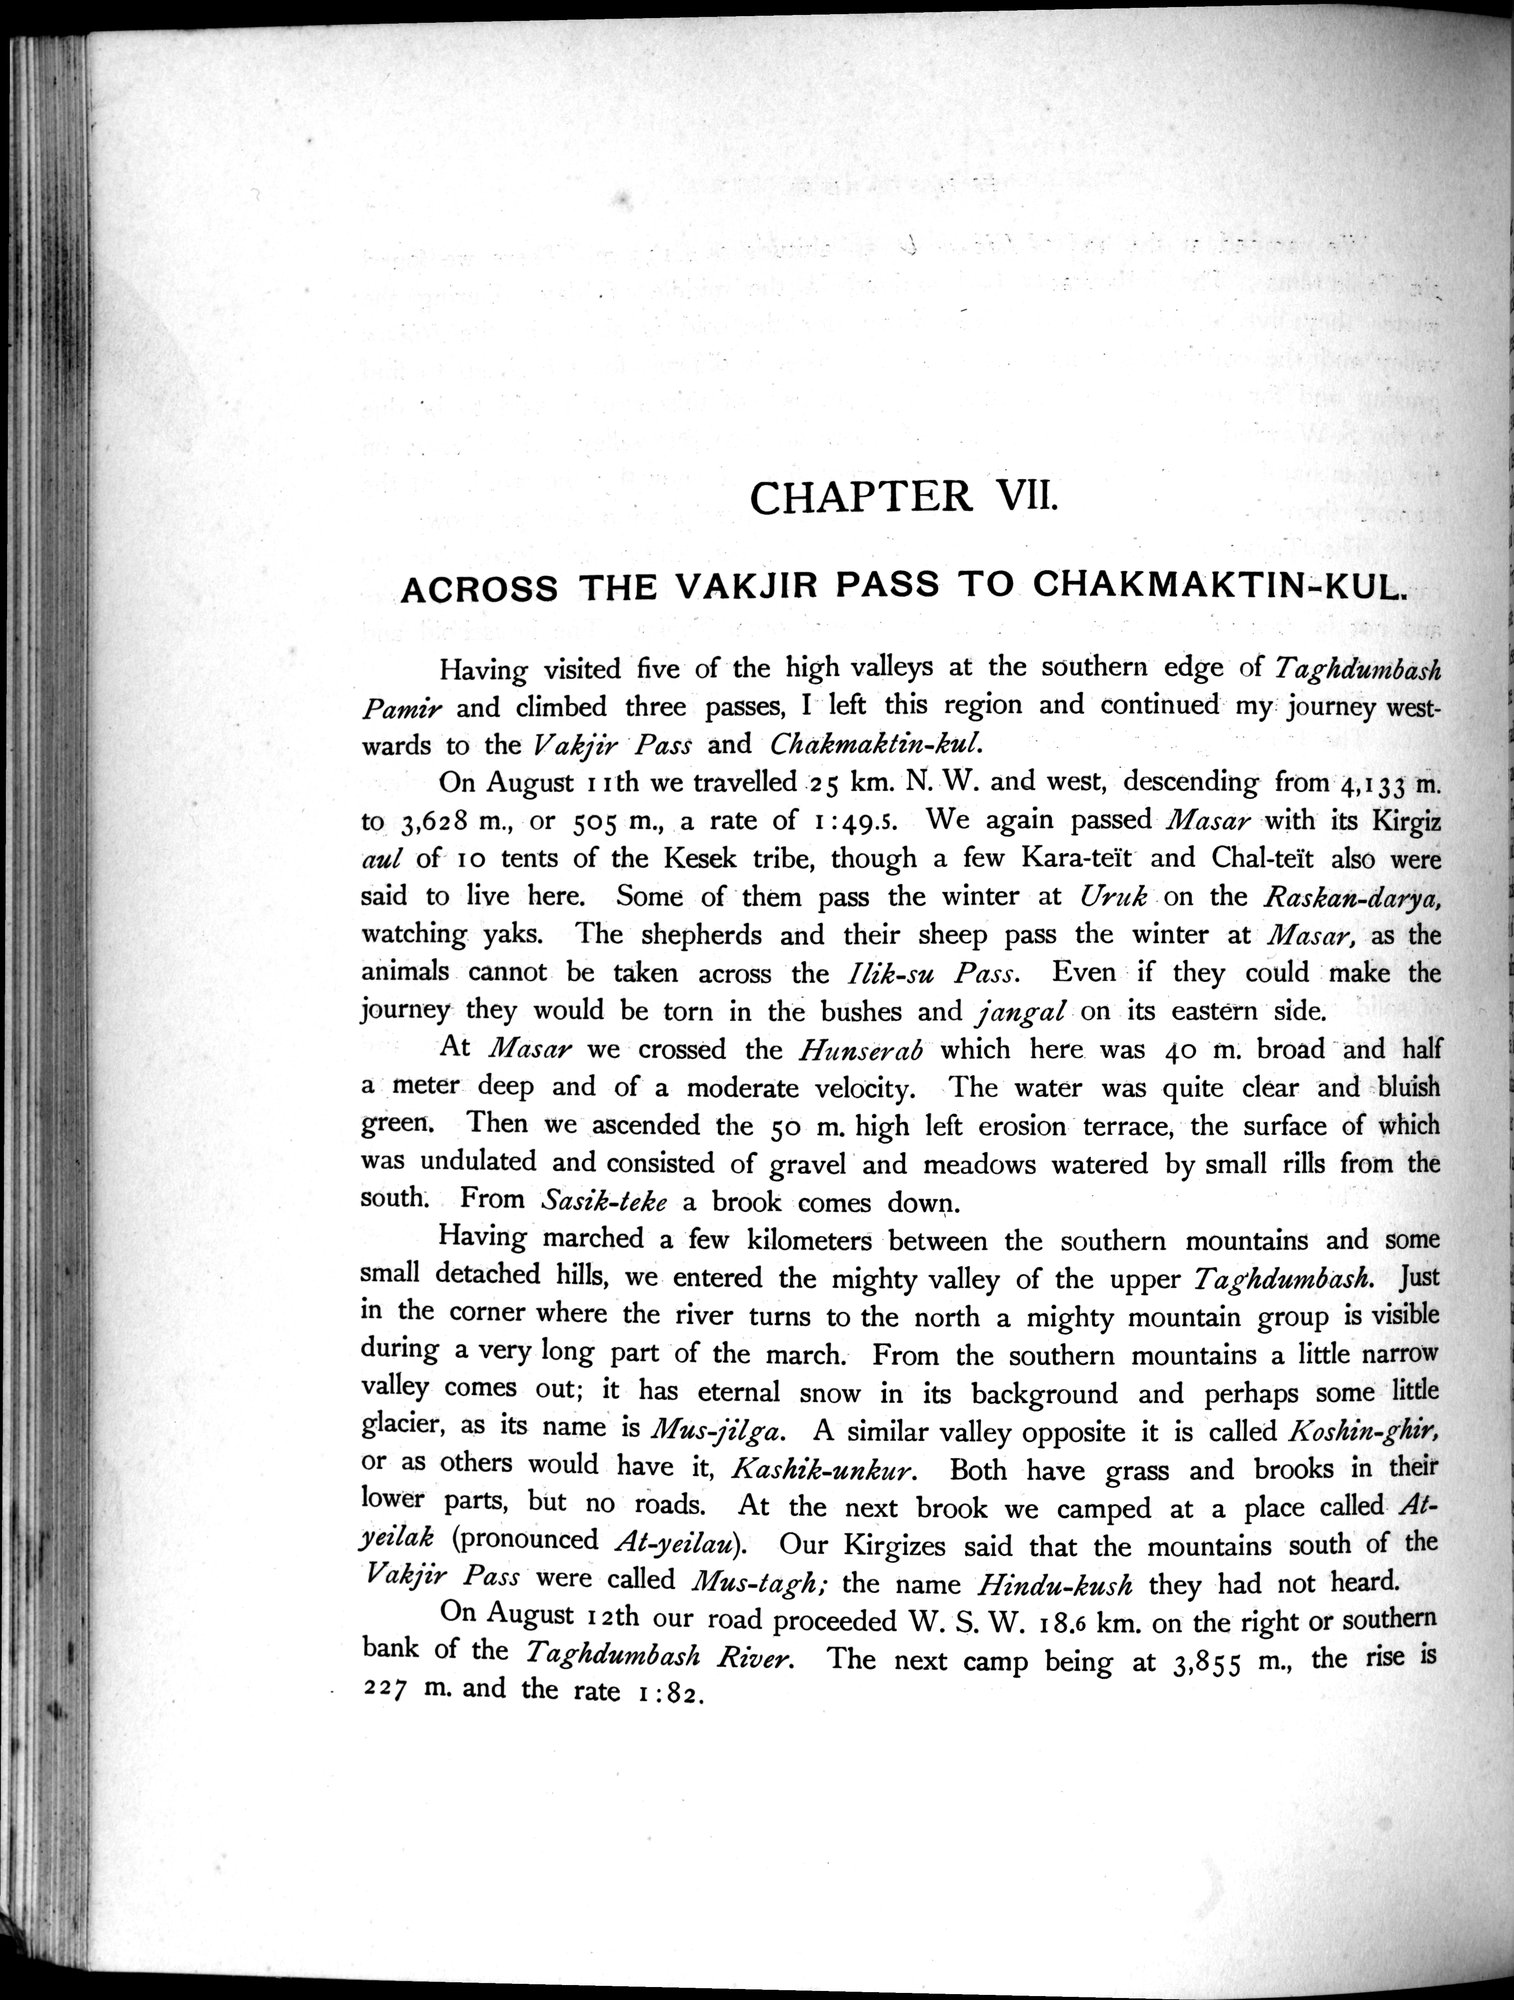 CHAPTER VII.
ACROSS THE VAKJIR PASS TO CHAKMAKTIN-KUL.
Having visited five of the high valleys at the southern edge of Taghdumbash
Pamir and climbed three passes, I left this region and continued my journey west-
wards to the Vakjir Pass and Chakmaktin-kul.
On August 11th we travelled 25 km. N. W. and west, descending from 4,133 m.
to 3,628 m., or 505 m., a rate of 1:49.5. We again passed Masar with its Kirgiz
aul of 10 tents of the Kesek tribe, though a few Kara-teït and Chal-teït also were
said to live here. Some of them pass the winter at Uruk on the Raskan-darya,
watching yaks. The shepherds and their sheep pass the winter at Masar, as the
animals cannot be taken across the Ilik-su Pass. Even if they could make the
journey they would be torn in the bushes and jangal on its eastern side.
At Masar we crossed the Hunserab which here was 40 m. broad and half
a meter deep and of a moderate velocity. The water was quite clear and bluish
green. Then we ascended the 50 m. high left erosion terrace, the surface of which
was undulated and consisted of gravel and meadows watered by small rills from the
south. From Sasik-teke a brook comes down.
Having marched a few kilometers between the southern mountains and some
small detached hills, we entered the mighty valley of the upper Taghdumbash. Just
in the corner where the river turns to the north a mighty mountain group is visible
during a very long part of the march. From the southern mountains a little narrow
valley comes out; it has eternal snow in its background and perhaps some little
glacier, as its name is Mus-jilga. A similar valley opposite it is called Koshin-ghir,
or as others would have it, Kashik-unkur. Both have grass and brooks in their
lower parts, but no roads. At the next brook we camped at a place called At-
yeilak (pronounced At-yeilau). Our Kirgizes said that the mountains south of the
Vakjir Pass were called Mus-tagh; the name Hindu-kush they had not heard.
On August 12th our road proceeded W. S. W. 18.6 km. on the right or southern
bank of the Taghdumbash River. The next camp being at 3,855 m., the rise is
227 m. and the rate 1:82.